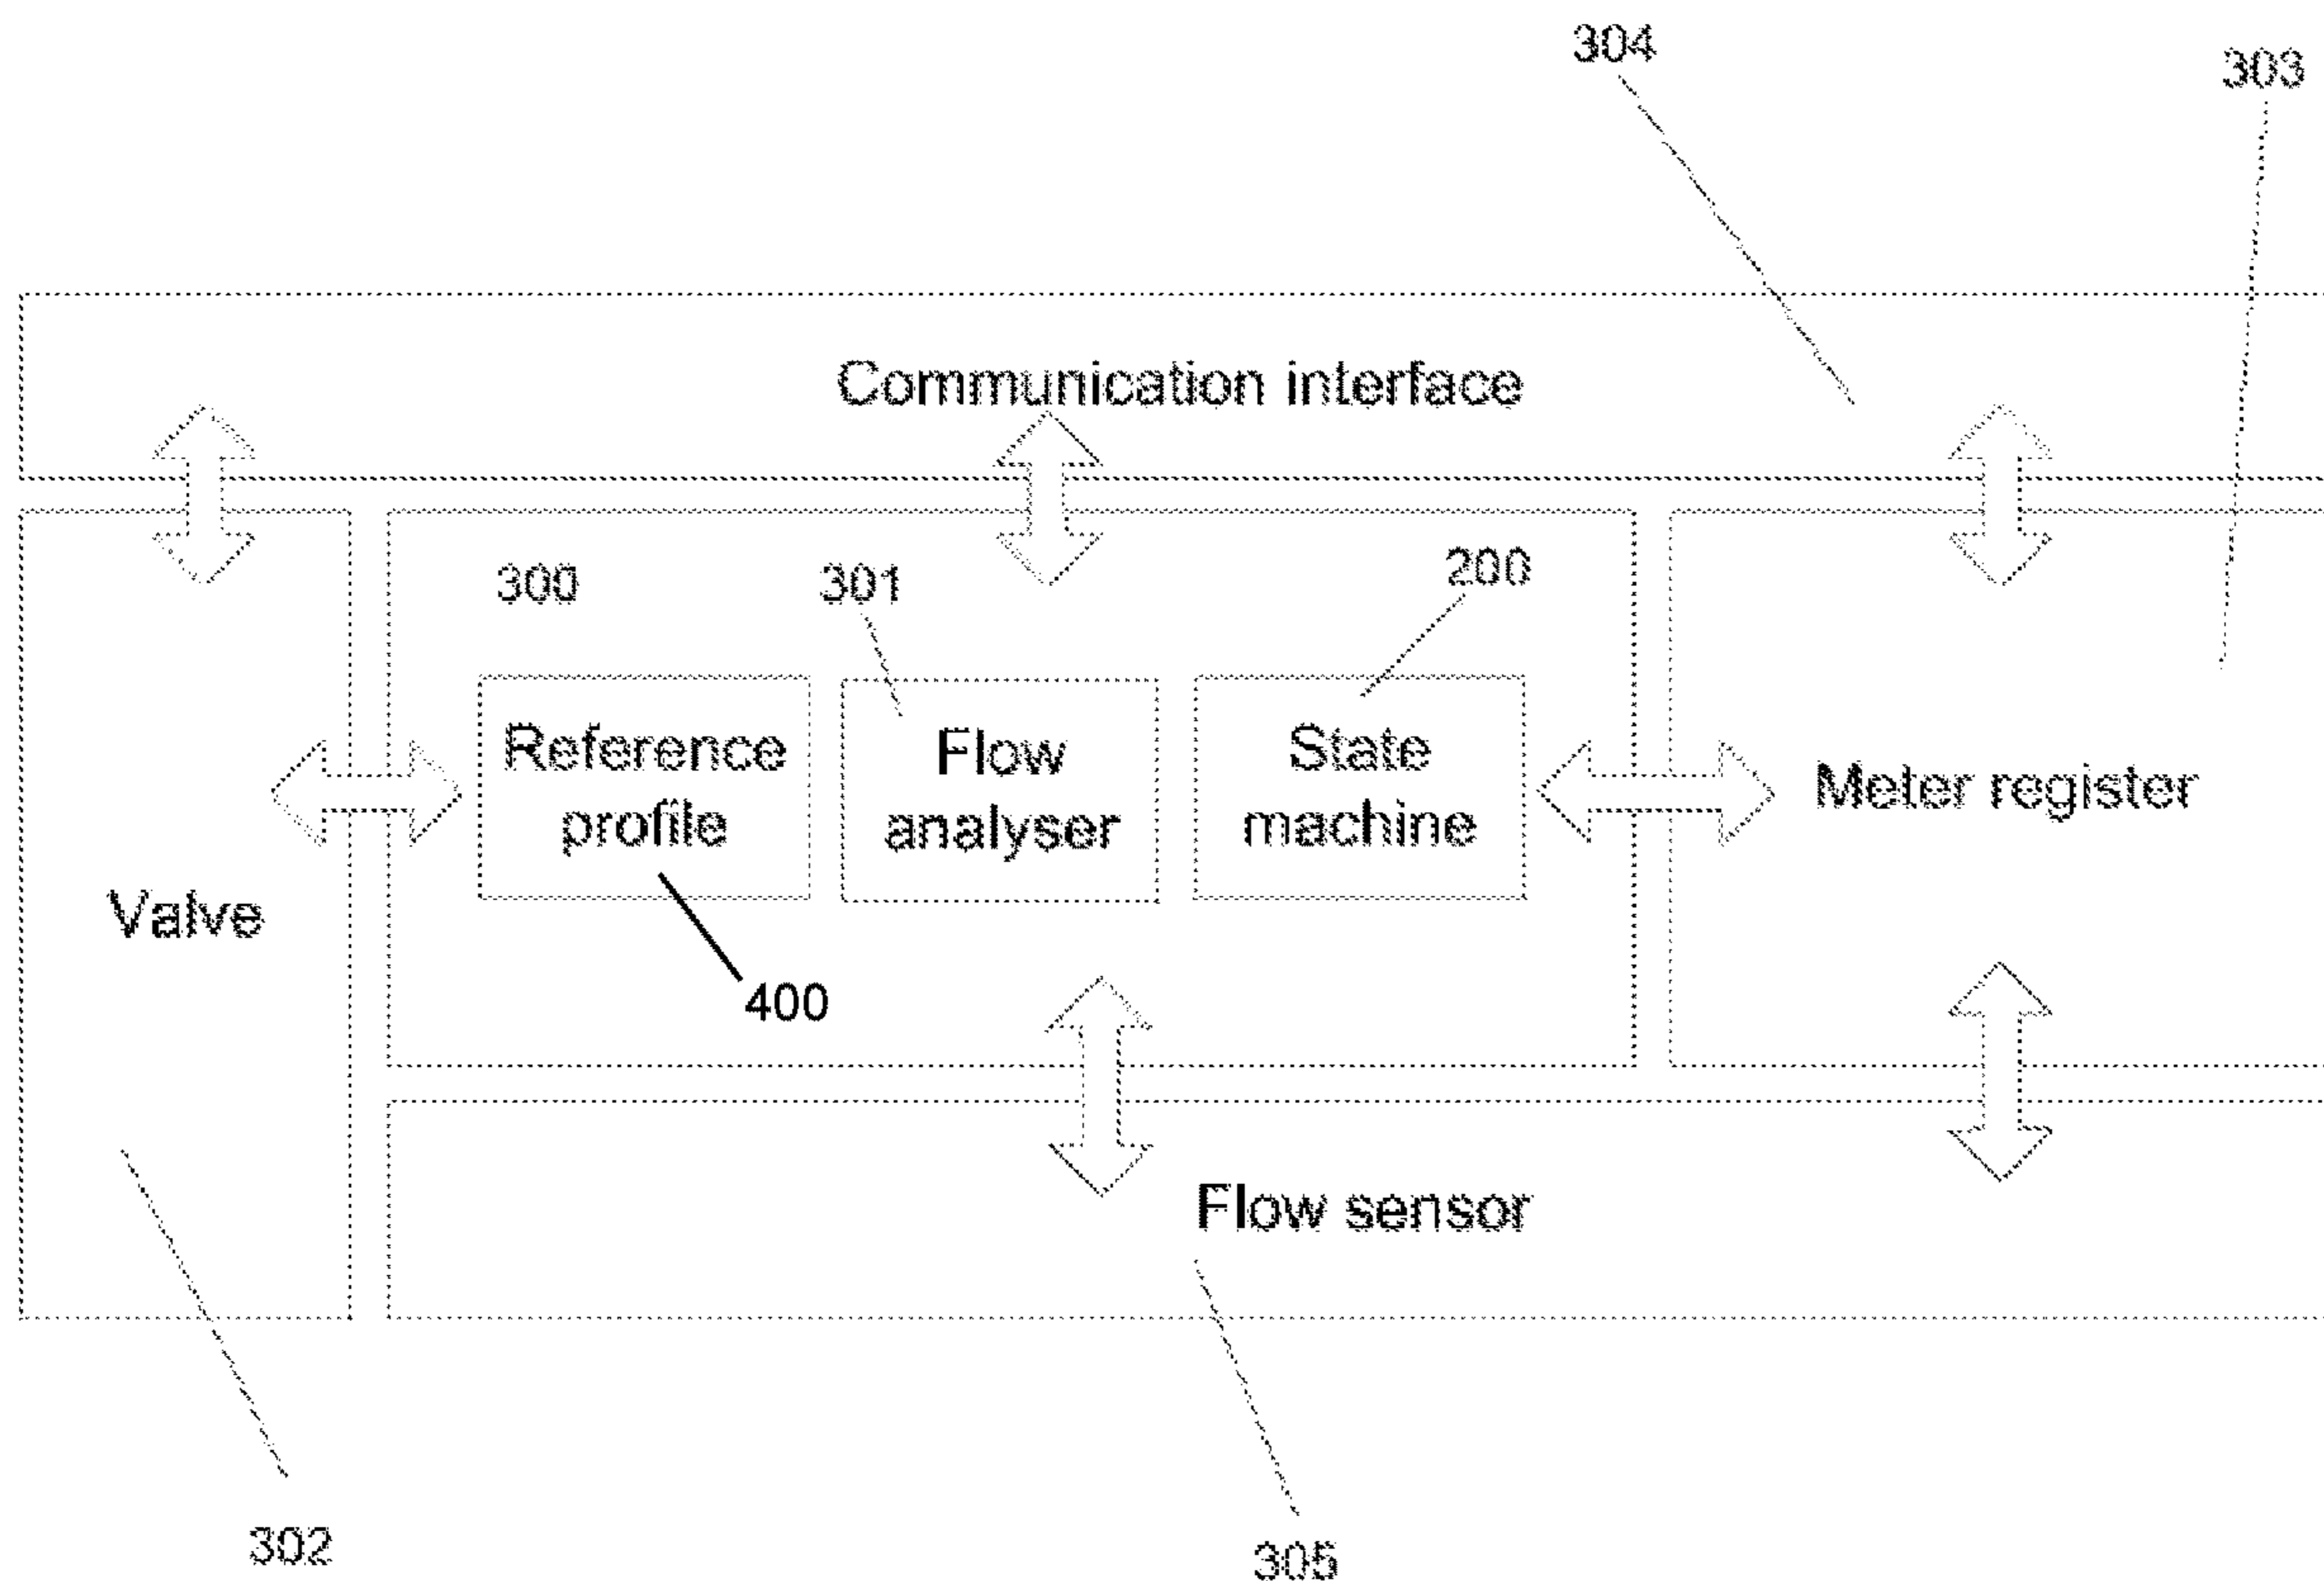 304
303
Communication interface
300
301
200
Reference
profile
Flow
analyser
State
machine
Meter register
Valve
400
Flow sensor
302
305